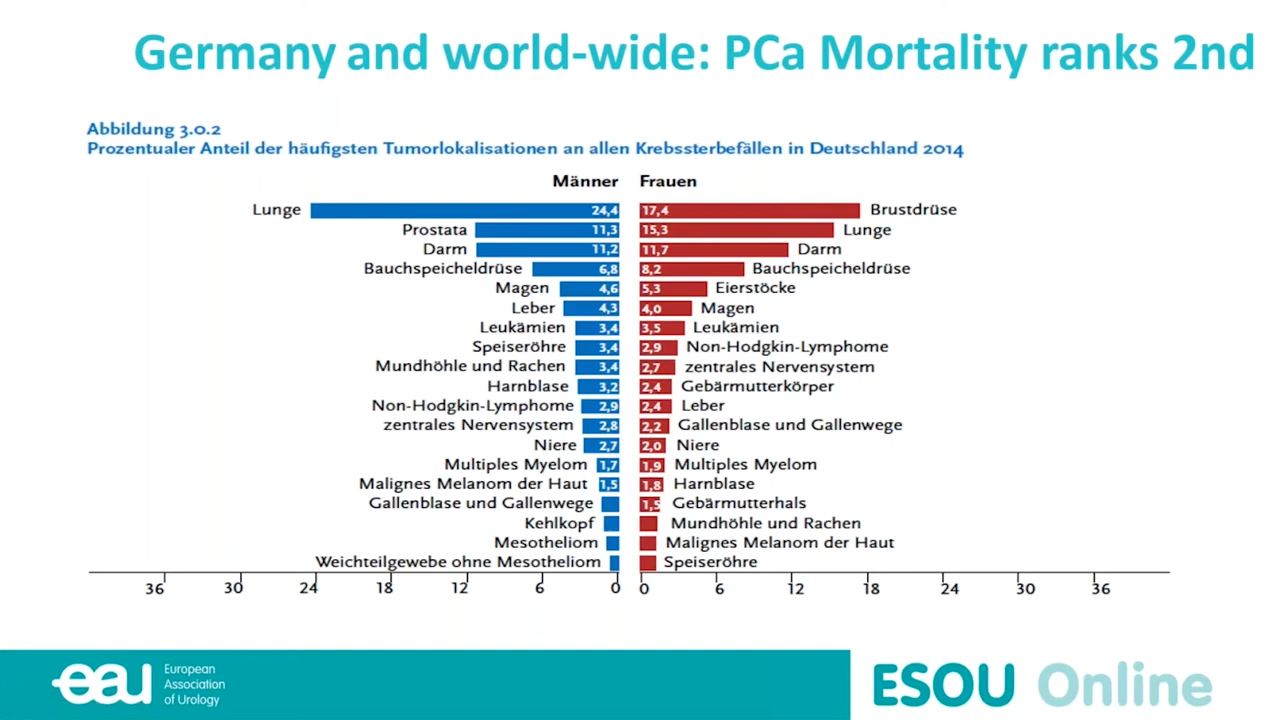 Germany and world-wide: PCa Mortality ranks 2nd
Abbildung 3.0.2
Prozentualer Anteil der häufigsten Tumorlokalisationen an allen Krebssterbefällen in Deutschland 2014
Männer Frauen
Lunge 24,4 17,4 Brustdrüse
Prostata 11,3 15,3 Lunge
Darm 11,2 11,7 Darm
Bauchspeicheldrüse 6,8 8,2 Bauchspeicheldrüse
Magen 4,6 5,3 Eierstöcke
Leber 4,3 4,0 Magen
Leukämien 3,4 3,5 Leukämien
Speiseröhre 3,4 2,9 Non-Hodgkin-Lymphome
Mundhöhle und Rachen 3,4 2,7 zentrales Nervensystem
Harnblase 3,2 2,4 Gebärmutterkörper
Non-Hodgkin-Lymphome 2,9 2,4 Leber
zentrales Nervensystem 2,8 2,2 Gallenblase und Gallenwege
Niere 2,7 2,0 Niere
Multiples Myelom 1,7 1,9 Multiples Myelom
Malignes Melanom der Haut 1,5 1,8 Harnblase
Gallenblase und Gallenwege 1,5 Gebärmutterhals
Kehlkopf Mundhöhle und Rachen
Mesotheliom Malignes Melanom der Haut
Weichteilgewebe ohne Mesotheliom Speiseröhre
36 30 24 18 12 6 0 0 6 12 18 24 30 36
eau European
Association
of Urology
ESOU Online